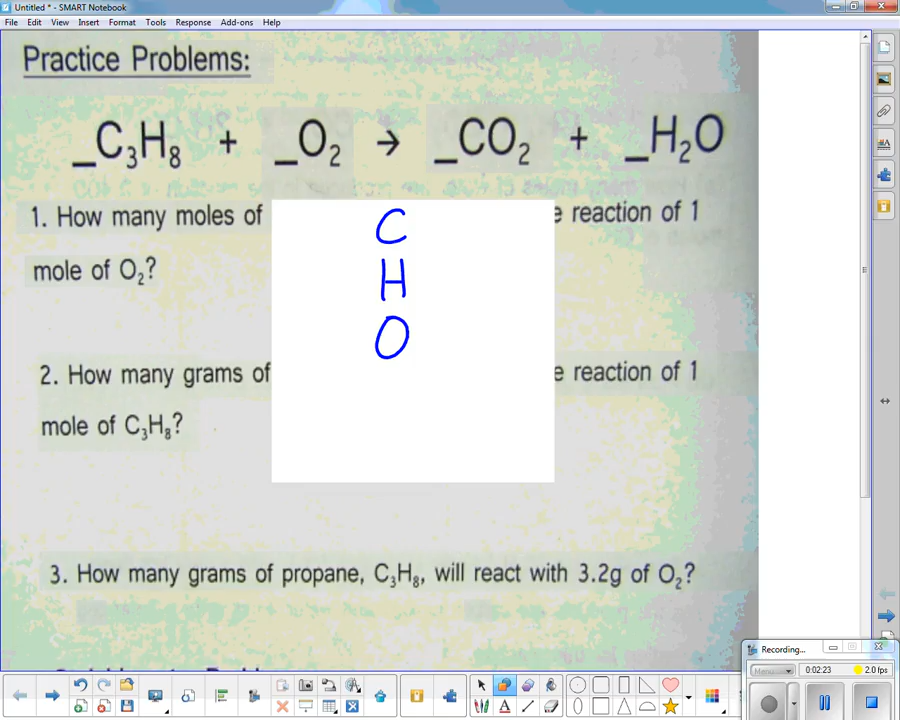 Untitled * - SMART Notebook
File Edit View Insert Format Tools Response Add-ons Help
Practice Problems:
_C₃H₈ + _O₂ → _CO₂ + _H₂O
1. How many moles of e reaction of 1
mole of O₂?
C
H
O
2. How many grams of e reaction of 1
mole of C₃H₈?
3. How many grams of propane, C₃H₈, will react with 3.2g of O₂?
Recording...
Menu
0:02:23 2.0 fps